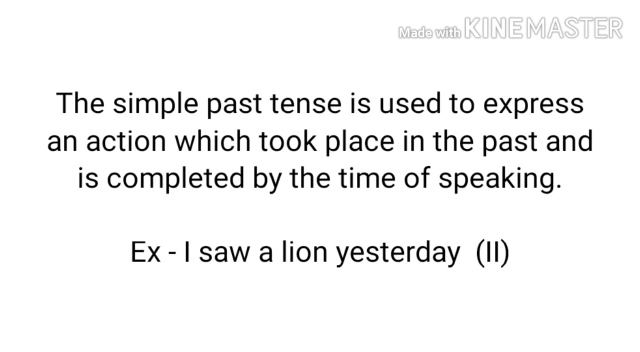 Made with KINEMASTER
The simple past tense is used to express
an action which took place in the past and
is completed by the time of speaking.
Ex - I saw a lion yesterday (II)